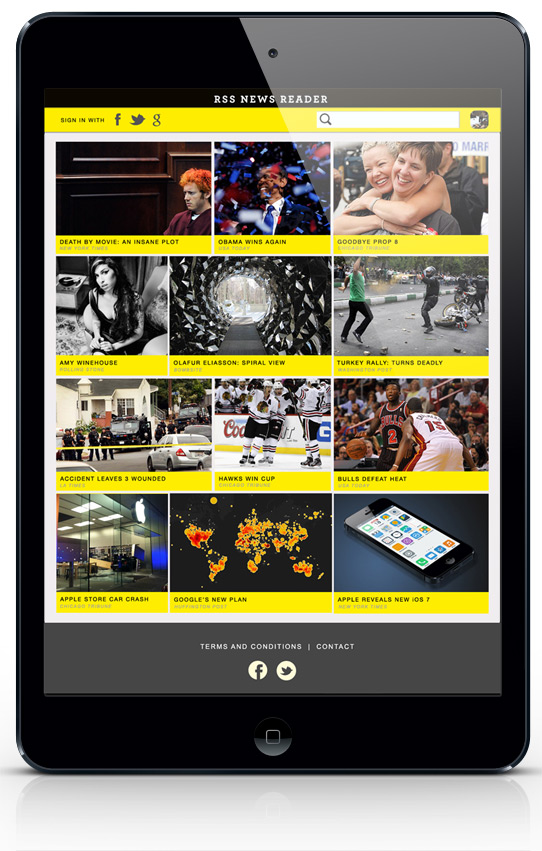 RSS NEWS READER
SIGN IN WITH
DEATH BY MOVIE: AN INSANE PLOT
NEW YORK TIMES
OBAMA WINS AGAIN
USA TODAY
GOODBYE PROP 8
CHICAGO TRIBUNE
AMY WINEHOUSE
ROLLING STONE
OLAFUR ELIASSON: SPIRAL VIEW
BOMBSITE
TURKEY RALLY: TURNS DEADLY
WASHINGTON POST
ACCIDENT LEAVES 3 WOUNDED
LA TIMES
HAWKS WIN CUP
CHICAGO TRIBUNE
BULLS DEFEAT HEAT
USA TODAY
APPLE STORE CAR CRASH
CHICAGO TRIBUNE
GOOGLE'S NEW PLAN
HUFFINGTON POST
APPLE REVEALS NEW iOS 7
NEW YORK TIMES
TERMS AND CONDITIONS | CONTACT